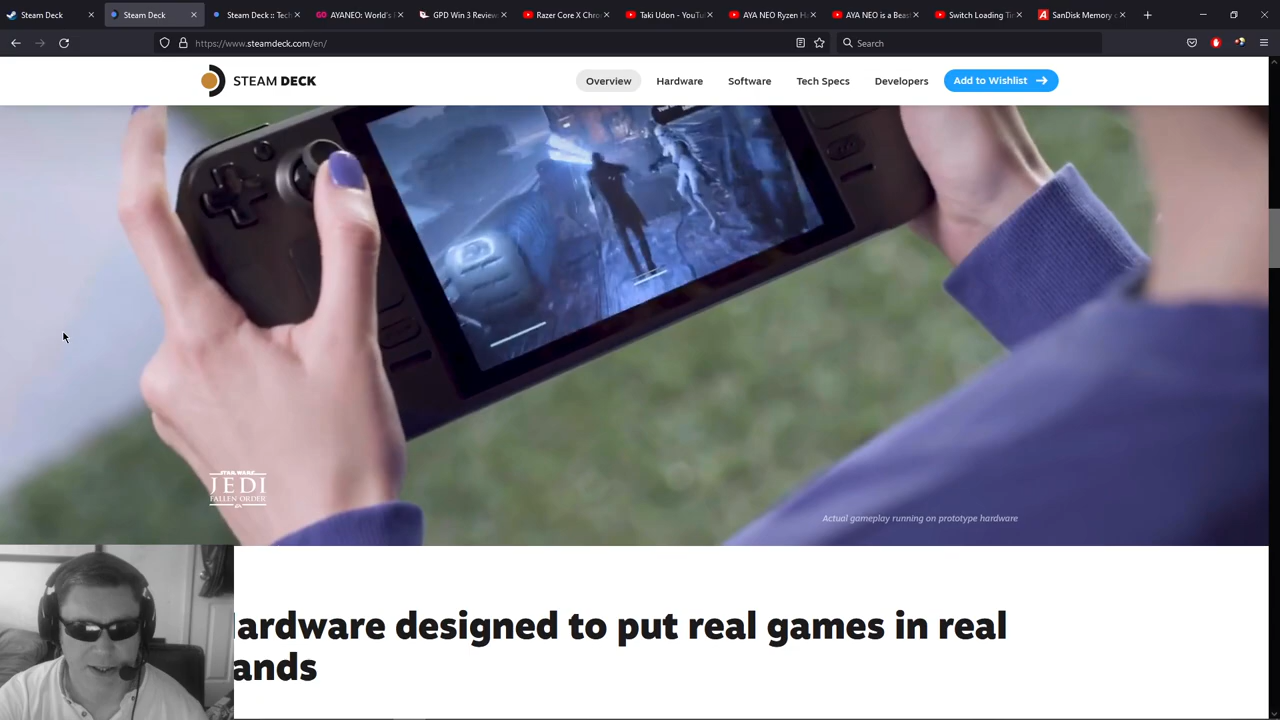 Steam Deck
Steam Deck
Steam Deck :: Tech
AYANEO: World's
GPD Win 3 Review
Razer Core X Chro
Taki Udon - YouTu
AYA NEO Ryzen Ha
AYA NEO is a Beas
Switch Loading Ti
SanDisk Memory
https://www.steamdeck.com/en/
Search
STEAM DECK
Overview
Hardware
Software
Tech Specs
Developers
Add to Wishlist
STAR WARS
JEDI
FALLEN ORDER
Actual gameplay running on prototype hardware
ardware designed to put real games in real
ands